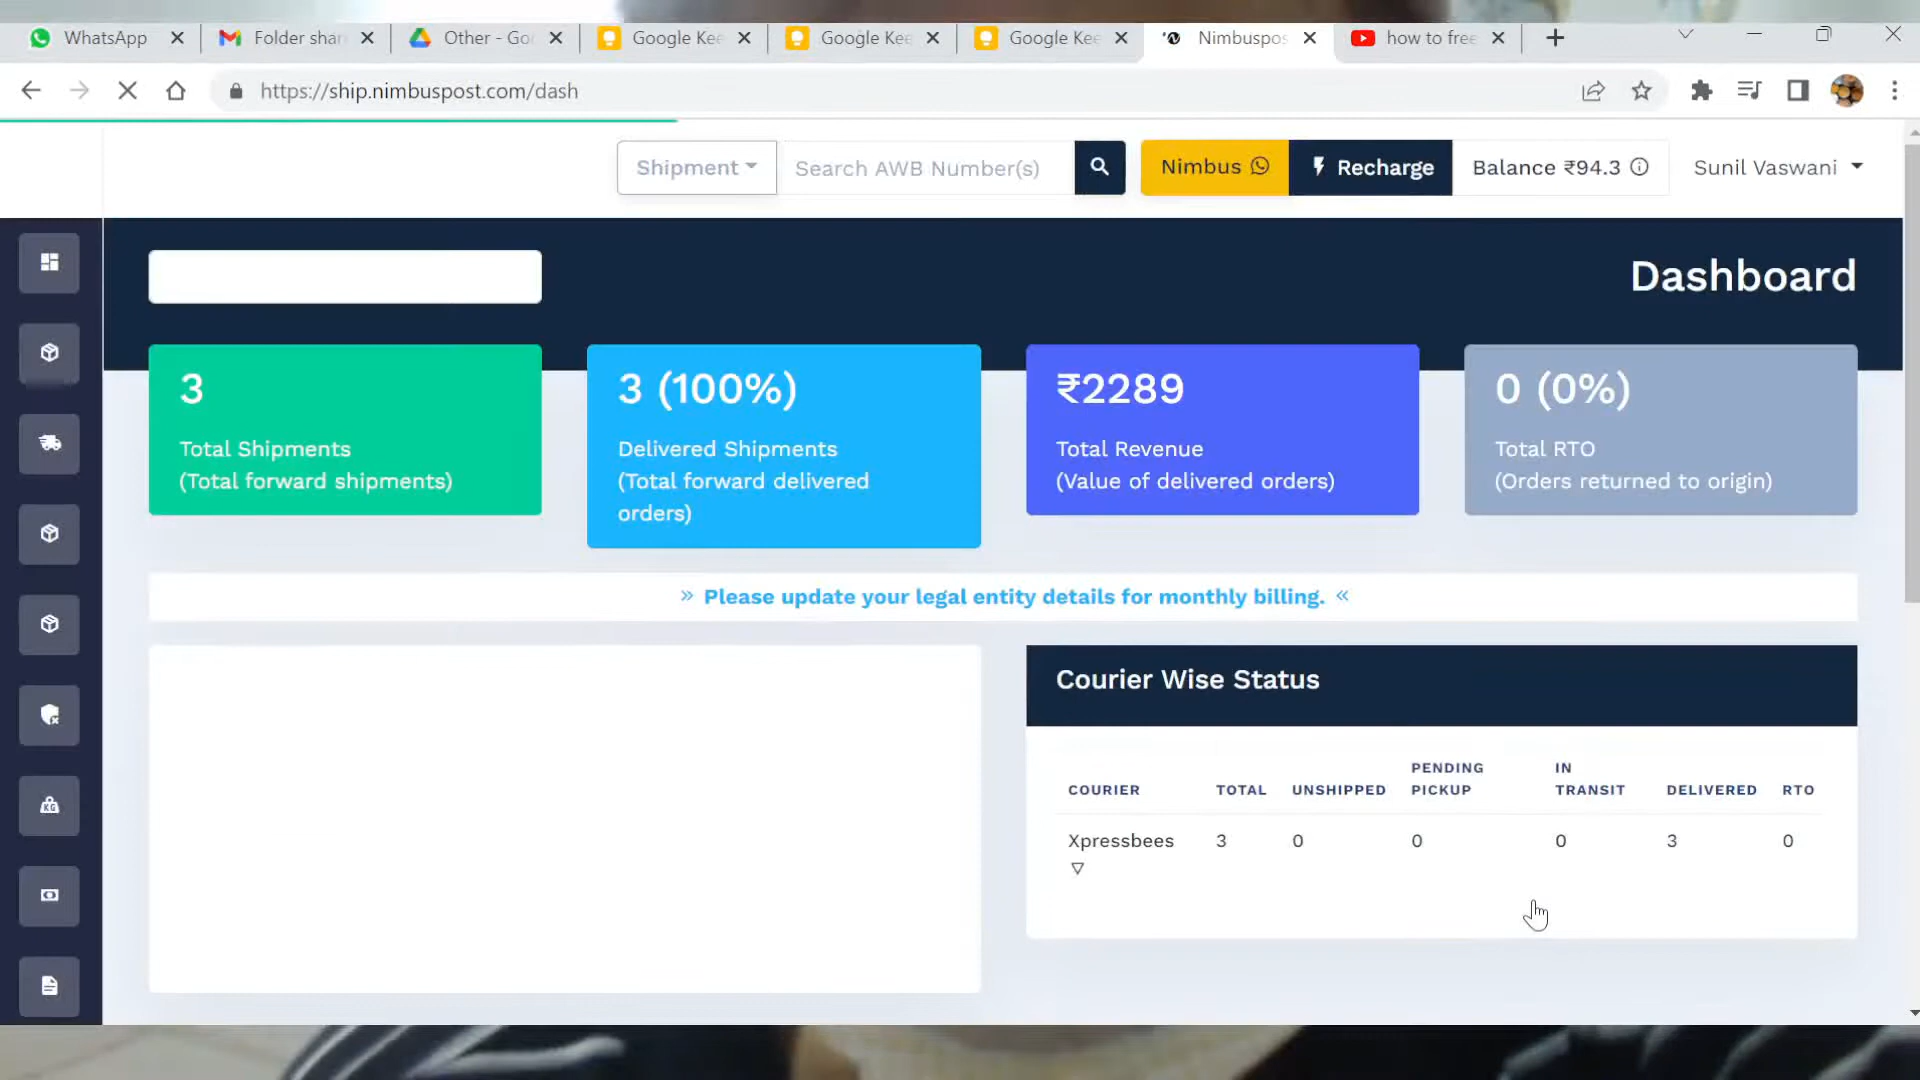 WhatsApp
Folder shar
Other - Goo
Google Kee
Google Kee
Google Kee
Nimbuspos
how to free
https://ship.nimbuspost.com/dash
Shipment
Search AWB Number(s)
Nimbus
Recharge
Balance ₹94.3
Sunil Vaswani
Dashboard
3
Total Shipments
(Total forward shipments)
3 (100%)
Delivered Shipments
(Total forward delivered
orders)
₹2289
Total Revenue
(Value of delivered orders)
0 (0%)
Total RTO
(Orders returned to origin)
» Please update your legal entity details for monthly billing. «
Courier Wise Status
COURIER TOTAL UNSHIPPED PENDING PICKUP IN TRANSIT DELIVERED RTO
Xpressbees 3 0 0 0 3 0